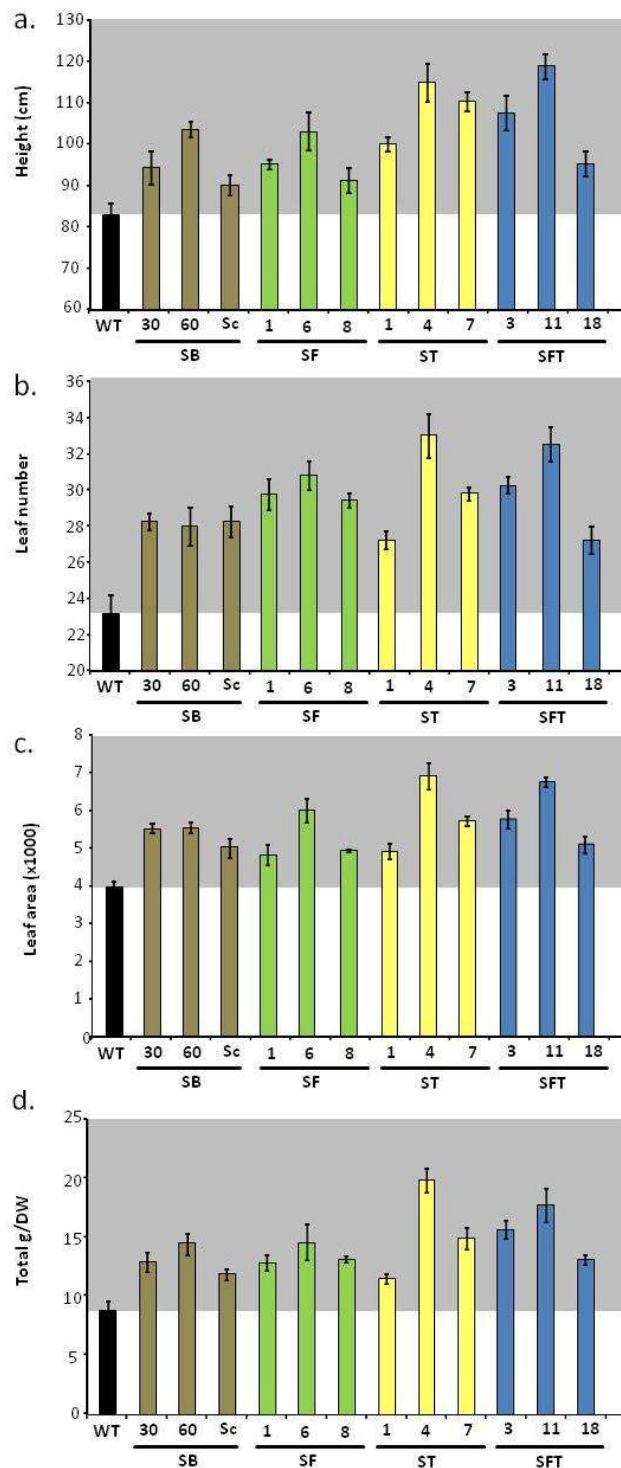 a.
Height (cm)
130
120
110
100
90
80
70
60
WT 30 60 Sc 1 6 8 1 4 7 3 11 18
SB SF ST SFT
b.
Leaf number
36
34
32
30
28
26
24
22
20
WT 30 60 Sc 1 6 8 1 4 7 3 11 18
SB SF ST SFT
c.
Leaf area (x1000)
8
7
6
5
4
3
2
1
0
WT 30 60 Sc 1 6 8 1 4 7 3 11 18
SB SF ST SFT
d.
Total g/DW
25
20
15
10
5
0
WT 30 60 Sc 1 6 8 1 4 7 3 11 18
SB SF ST SFT